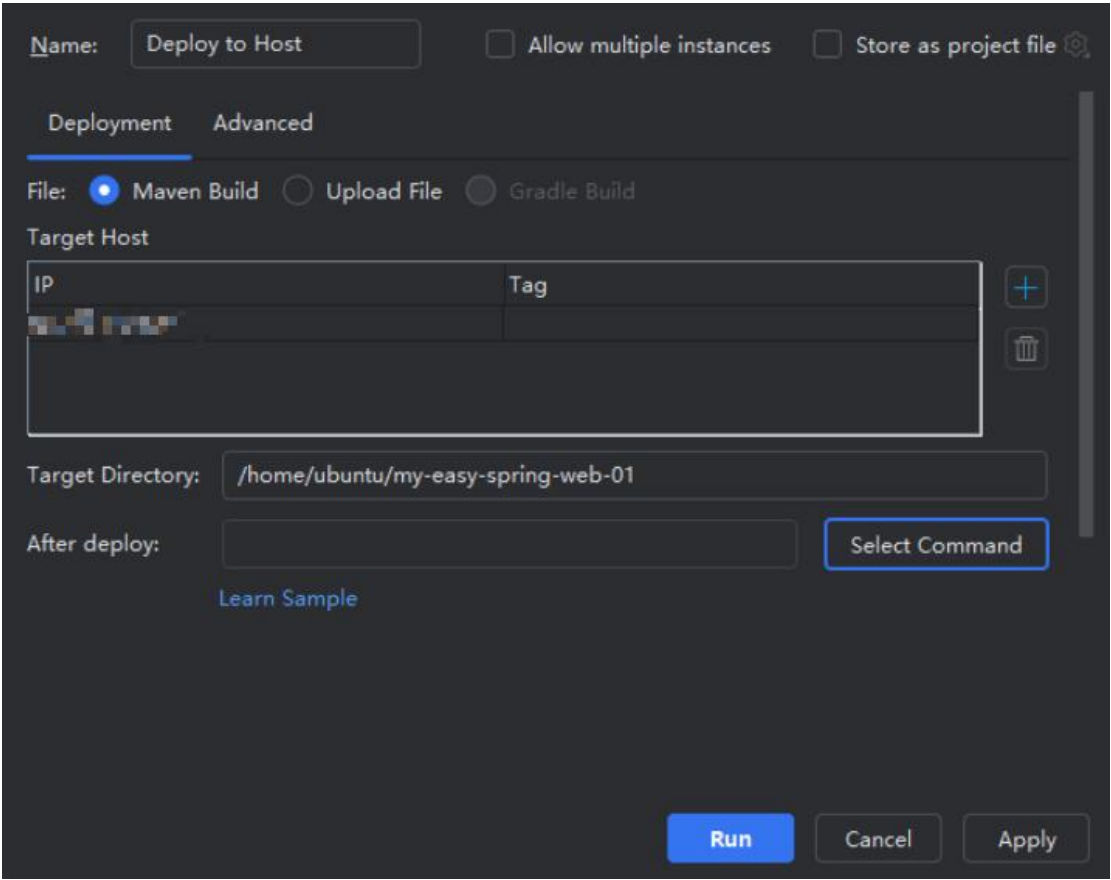 Name: Deploy to Host Allow multiple instances Store as project file
Deployment Advanced
File: Maven Build Upload File Gradle Build
Target Host
IP Tag
Target Directory: /home/ubuntu/my-easy-spring-web-01
After deploy: Select Command
Learn Sample
Run Cancel Apply